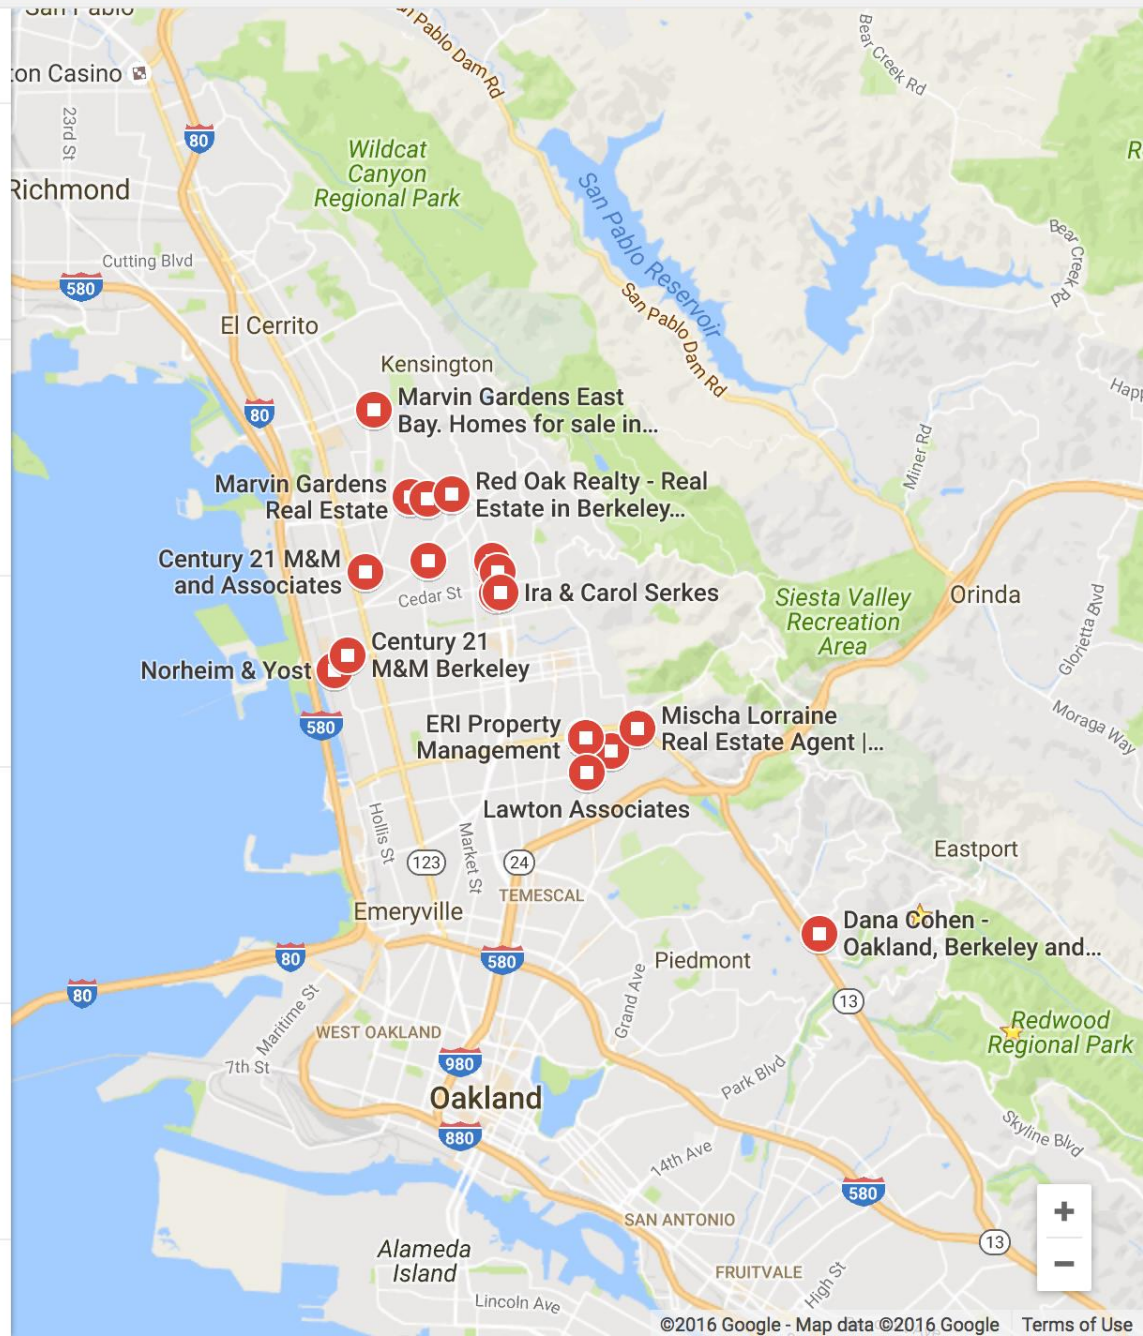 San Pablo
San Pablo Dam Rd
Bear Creek Rd
ton Casino
23rd St
80
Wildcat
Canyon
Regional Park
R
Richmond
San Pablo Reservoir
Bear Creek Rd
Cutting Blvd
580
San Pablo Dam Rd
El Cerrito
Kensington
Happ
80
Marvin Gardens East
Bay. Homes for sale in...
Miner Rd
Marvin Gardens
Real Estate
Red Oak Realty - Real
Estate in Berkeley...
Century 21 M&M
and Associates
Cedar St
Ira & Carol Serkes
Siesta Valley
Recreation
Area
Orinda
Glorietta Blvd
Norheim & Yost
Century 21
M&M Berkeley
580
ERI Property
Management
Mischa Lorraine
Real Estate Agent |...
Moraga Way
Lawton Associates
Hollis St
Market St
123
24
Eastport
TEMESCAL
Emeryville
Dana Cohen -
Oakland, Berkeley and...
80
580
Piedmont
80
Grand Ave
13
Maritime St
WEST OAKLAND
Redwood
Regional Park
7th St
980
Park Blvd
Oakland
880
Skyline Blvd
14th Ave
580
+
SAN ANTONIO
13
Alameda
Island
−
FRUITVALE
High St
Lincoln Ave
©2016 Google - Map data ©2016 Google
Terms of Use